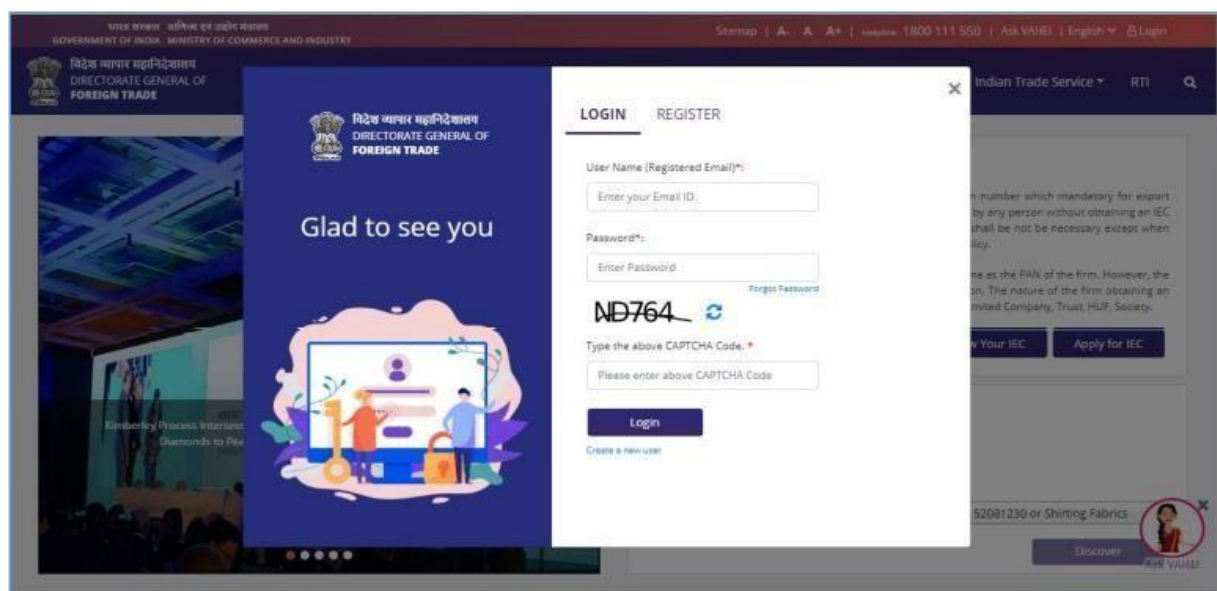 भारत सरकार वाणिज्य एवं उद्योग मंत्रालय
GOVERNMENT OF INDIA MINISTRY OF COMMERCE AND INDUSTRY
Sitemap | A- A A+ | Helpline 1800 111 550 | Ask VAHEI | English Login
विदेश व्यापार महानिदेशालय
DIRECTORATE GENERAL OF
FOREIGN TRADE
Indian Trade Service RTI
विदेश व्यापार महानिदेशालय
DIRECTORATE GENERAL OF
FOREIGN TRADE
Glad to see you
LOGIN REGISTER
User Name (Registered Email)*:
Enter your Email ID
Password*:
Enter Password
Forgot Password
ND764
Type the above CAPTCHA Code. *
Please enter above CAPTCHA Code
Login
Create a new user
Kimberley Process Intersess
Diamonds to Pea
n number which mandatory for export
by any person without obtaining an IEC
shall be not be necessary except when
licy.
me as the PAN of the firm. However, the
on. The nature of the firm obtaining an
imited Company, Trust, HUF, Society.
w Your IEC Apply for IEC
52081230 or Shirting Fabrics
Discover
Ask VAHEI